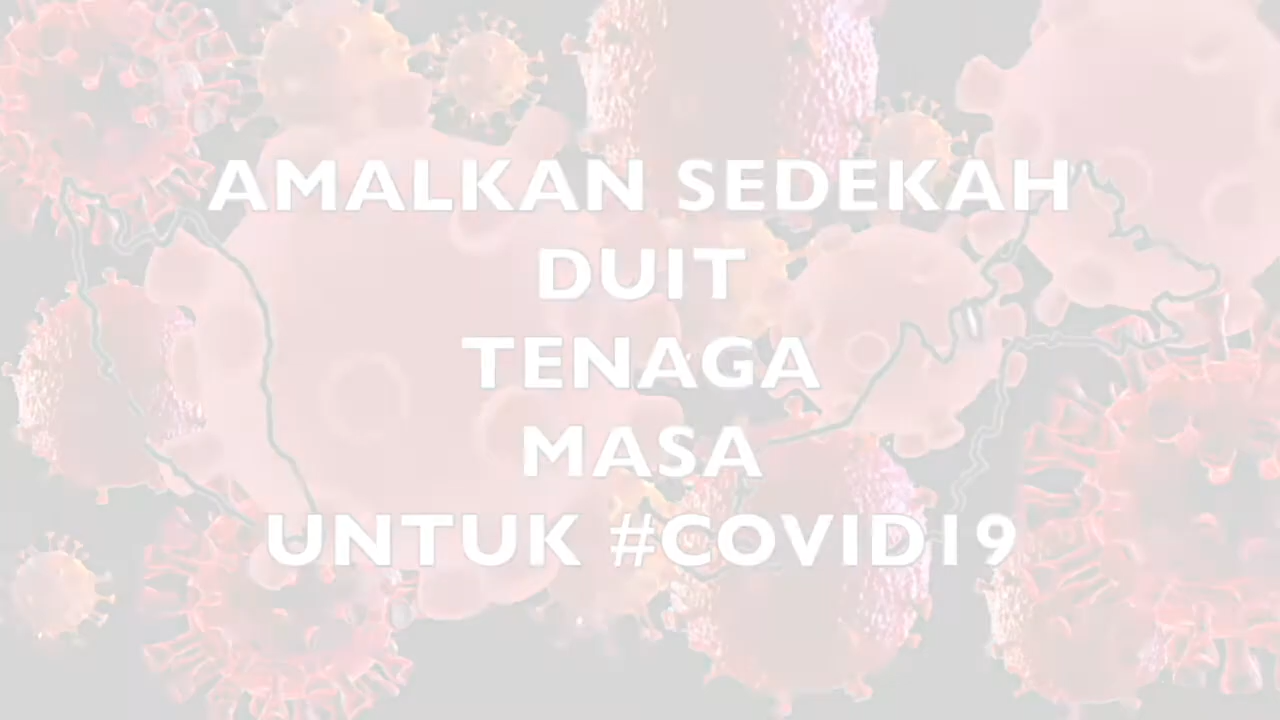 AMALKAN SEDEKAH
DUIT
TENAGA
MASA
UNTUK #COVID19